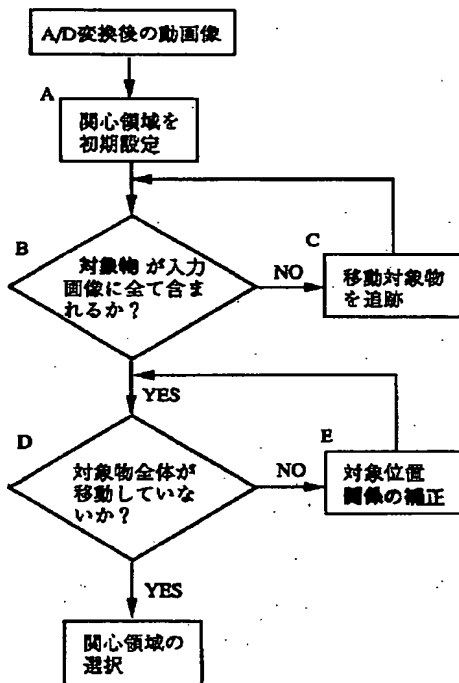 A/D変換後の動画像
A
関心領域を
初期設定
B
対象物が入力
画像に全て含ま
れるか？
NO
C
移動対象物
を追跡
YES
D
対象物全体が
移動していな
いか？
NO
E
対象位置
関係の補正
YES
関心領域の
選択